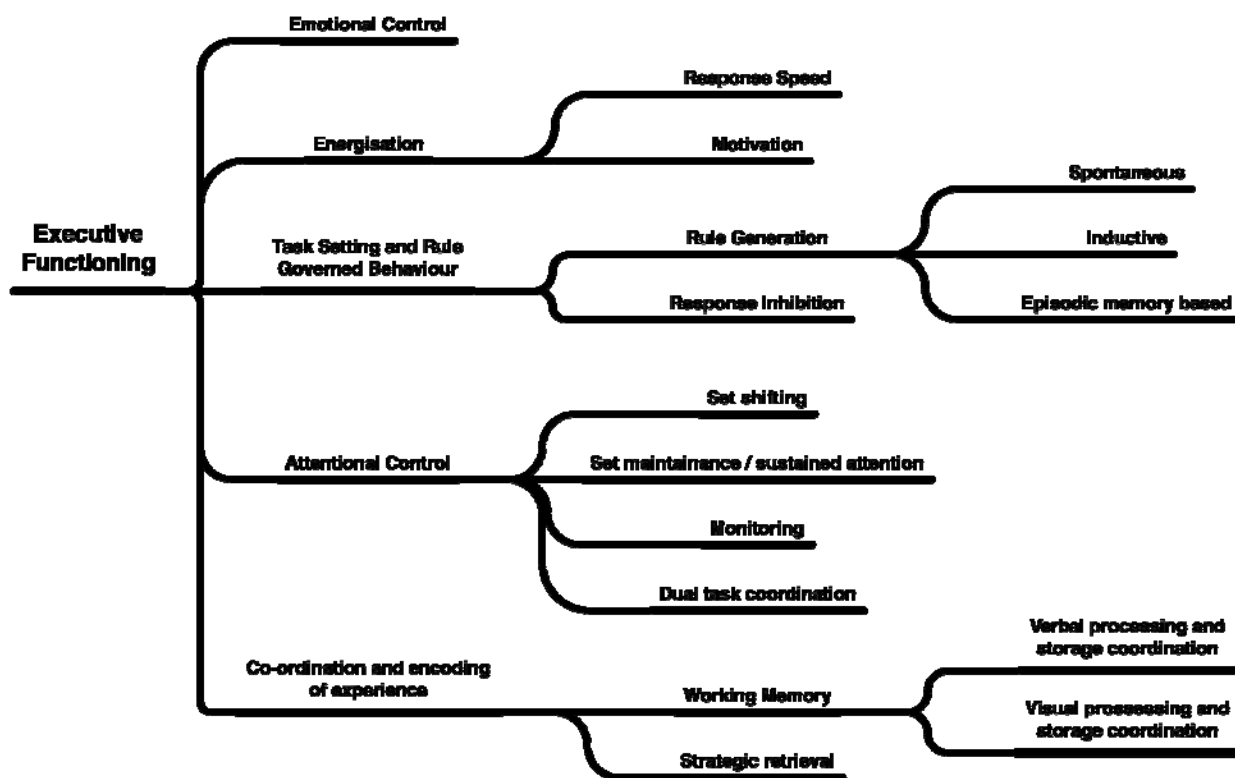 Emotional Control
Response Speed
Energisation
Motivation
Spontaneous
Executive
Functioning
Task Setting and Rule
Governed Behaviour
Rule Generation
Inductive
Response Inhibition
Episodic memory based
Set shifting
Attentional Control
Set maintainance / sustained attention
Monitoring
Dual task coordination
Co-ordination and encoding
of experience
Working Memory
Verbal processing and
storage coordination
Visual prossessing and
storage coordination
Strategic retrieval